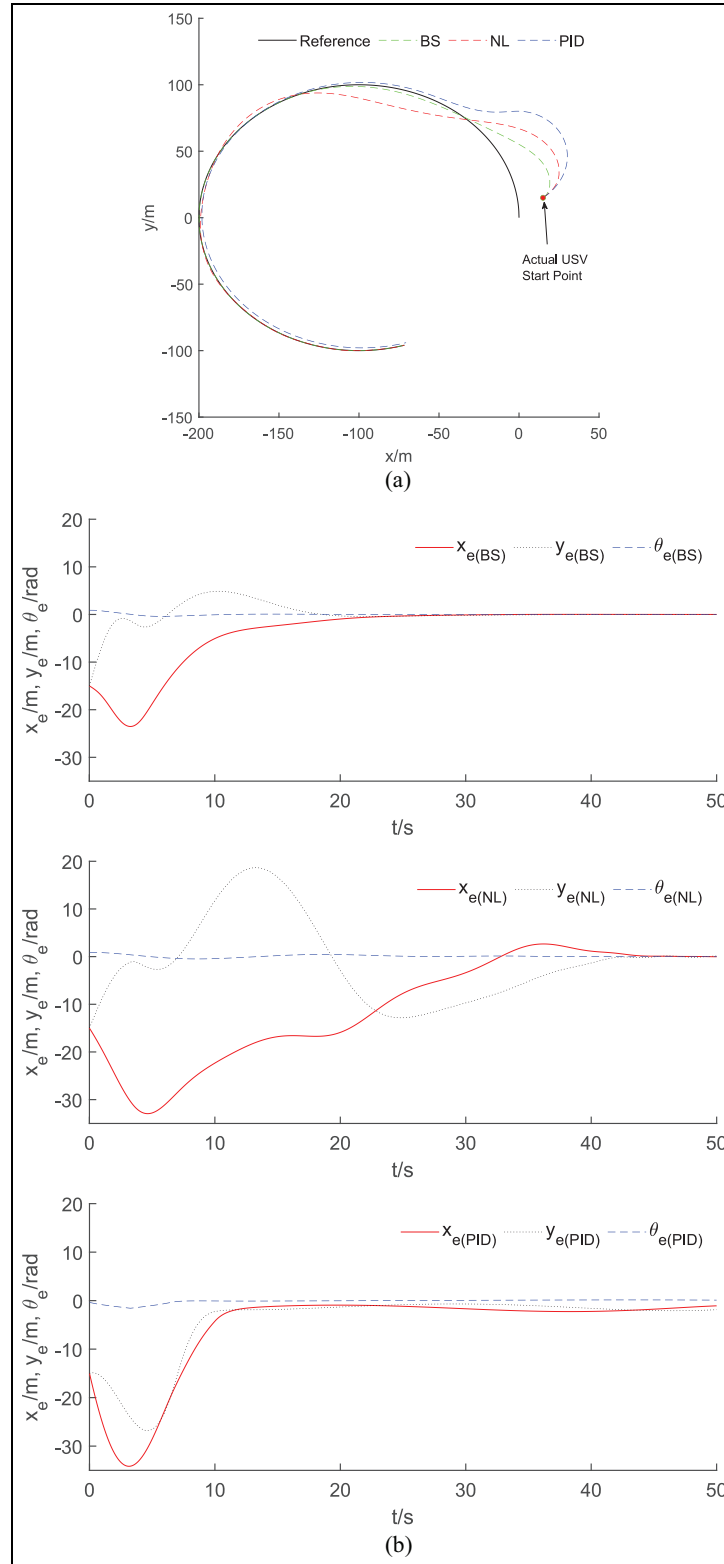 Reference BS NL PID
150
100
50
0
-50
-100
-150
y/m
Actual USV
Start Point
-200 -150 -100 -50 0 50
x/m
(a)
20
10
0
-10
-20
-30
x_e/m, y_e/m, θ_e/rad
x_e(BS) y_e(BS) θ_e(BS)
0 10 20 30 40 50
t/s
20
10
0
-10
-20
-30
x_e/m, y_e/m, θ_e/rad
x_e(NL) y_e(NL) θ_e(NL)
0 10 20 30 40 50
t/s
20
10
0
-10
-20
-30
x_e/m, y_e/m, θ_e/rad
x_e(PID) y_e(PID) θ_e(PID)
0 10 20 30 40 50
t/s
(b)